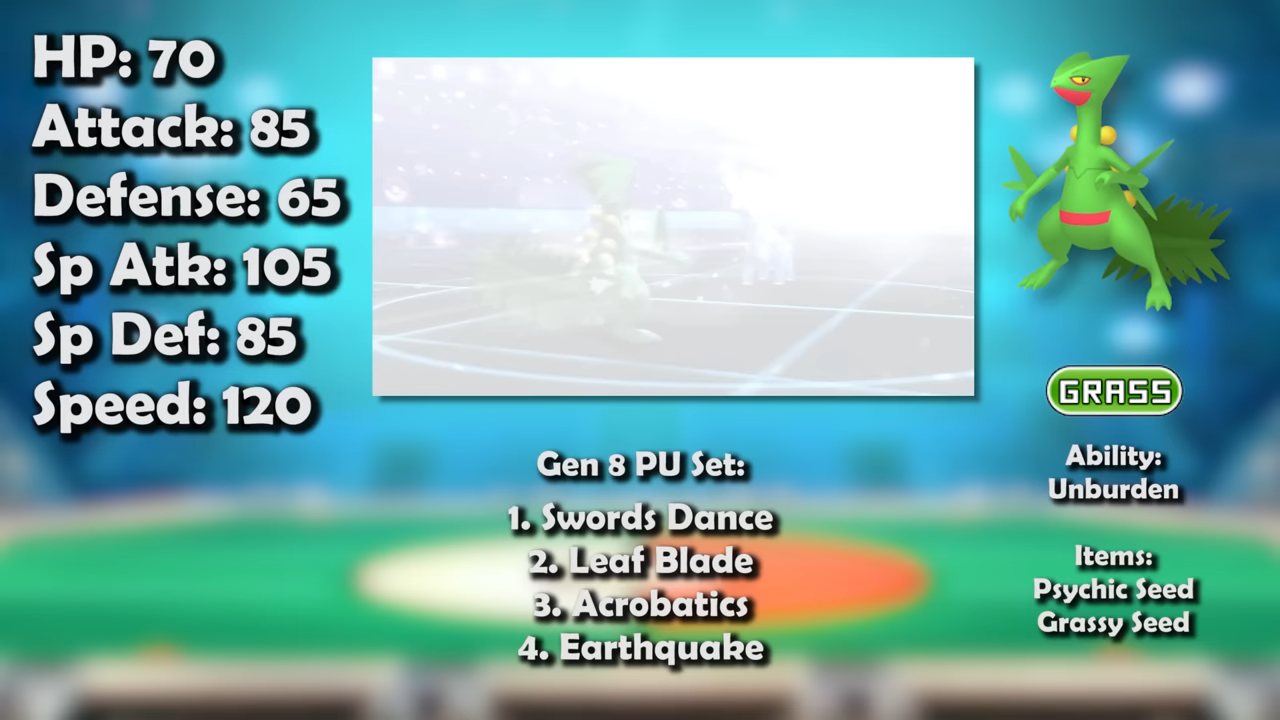 HP: 70
Attack: 85
Defense: 65
Sp Atk: 105
Sp Def: 85
Speed: 120
GRASS
Ability:
Unburden
Items:
Psychic Seed
Grassy Seed
Gen 8 PU Set:
1. Swords Dance
2. Leaf Blade
3. Acrobatics
4. Earthquake